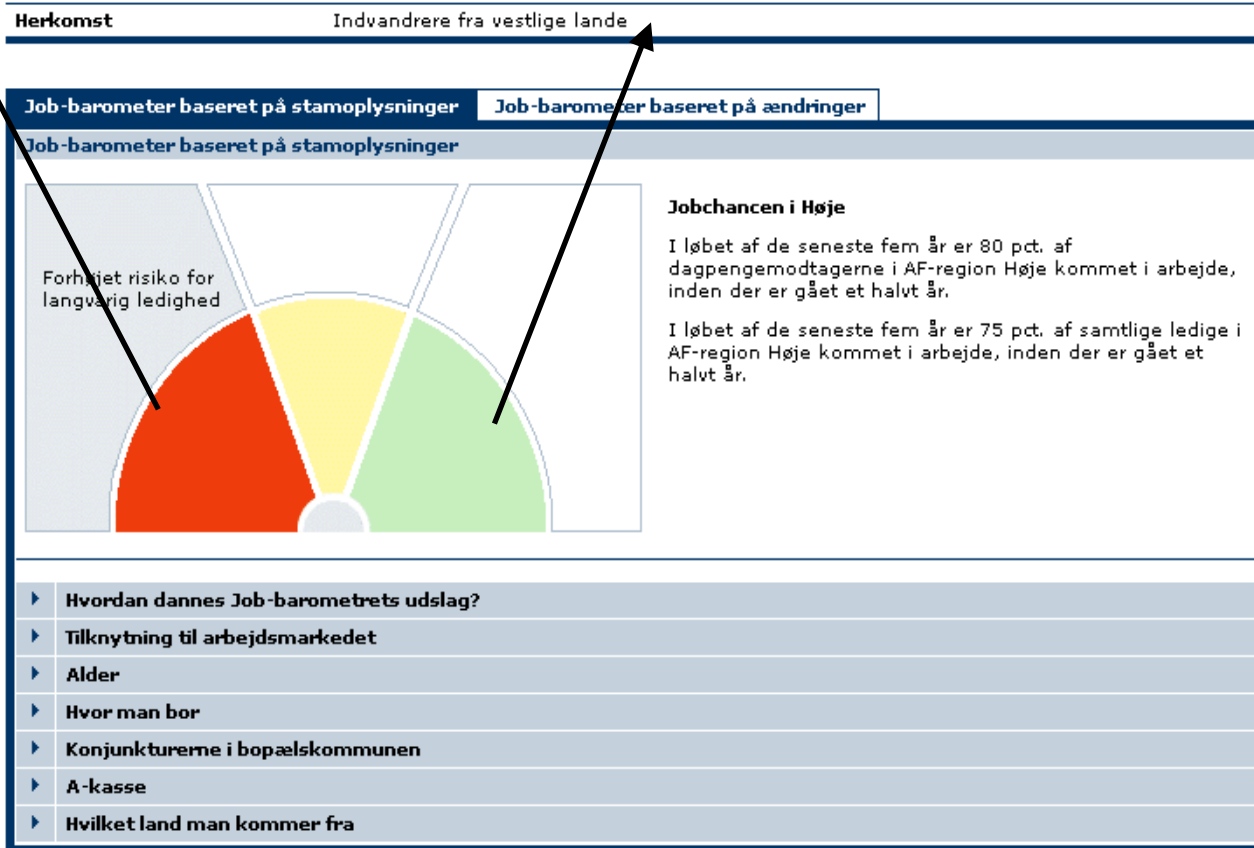 Herkomst Indvandrere fra vestlige lande
Job-barometer baseret på stamoplysninger Job-barometer baseret på ændringer
Job-barometer baseret på stamoplysninger
Forhøjet risiko for
langvarig ledighed
Jobchancen i Høje
I løbet af de seneste fem år er 80 pct. af
dagpengemodtagerne i AF-region Høje kommet i arbejde,
inden der er gået et halvt år.
I løbet af de seneste fem år er 75 pct. af samtlige ledige i
AF-region Høje kommet i arbejde, inden der er gået et
halvt år.
Hvordan dannes Job-barometrets udslag?
Tilknytning til arbejdsmarkedet
Alder
Hvor man bor
Konjunkturerne i bopælskommunen
A-kasse
Hvilket land man kommer fra